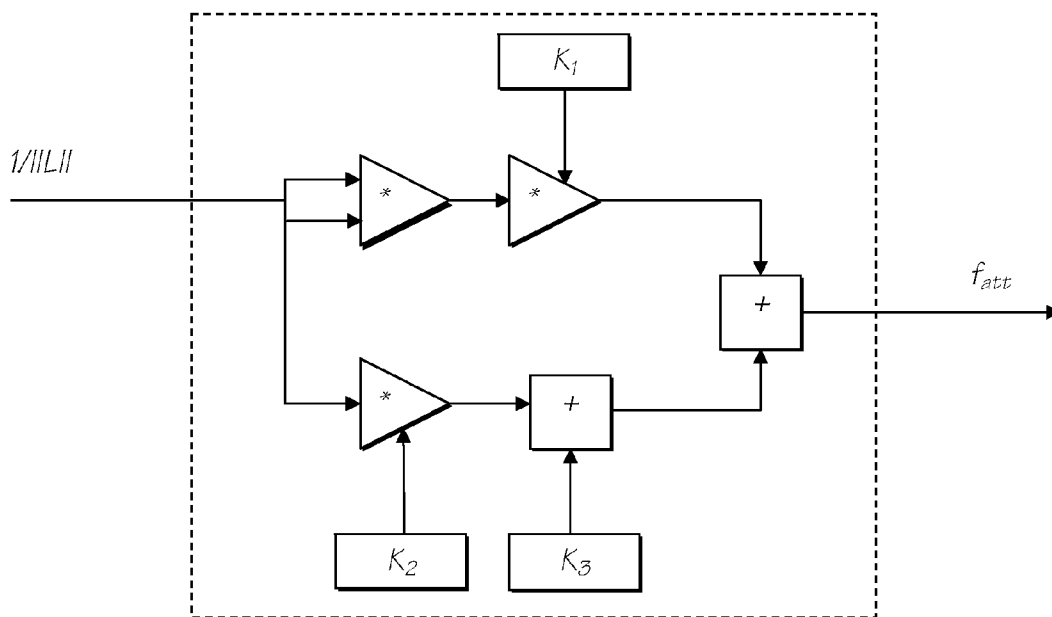 K₁
1/||L||
*
*
+
f_att
*
+
K₂
K₃